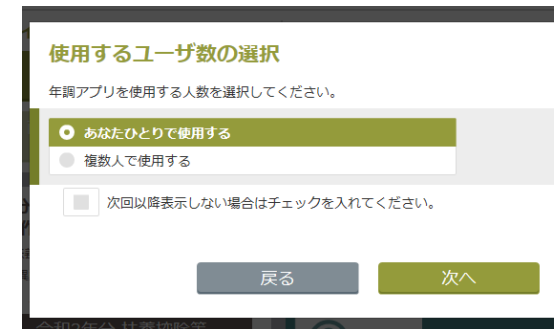 使用するユーザ数の選択
年調アプリを使用する人数を選択してください。
あなたひとりで使用する
複数人で使用する
次回以降表示しない場合はチェックを入れてください。
戻る
次へ